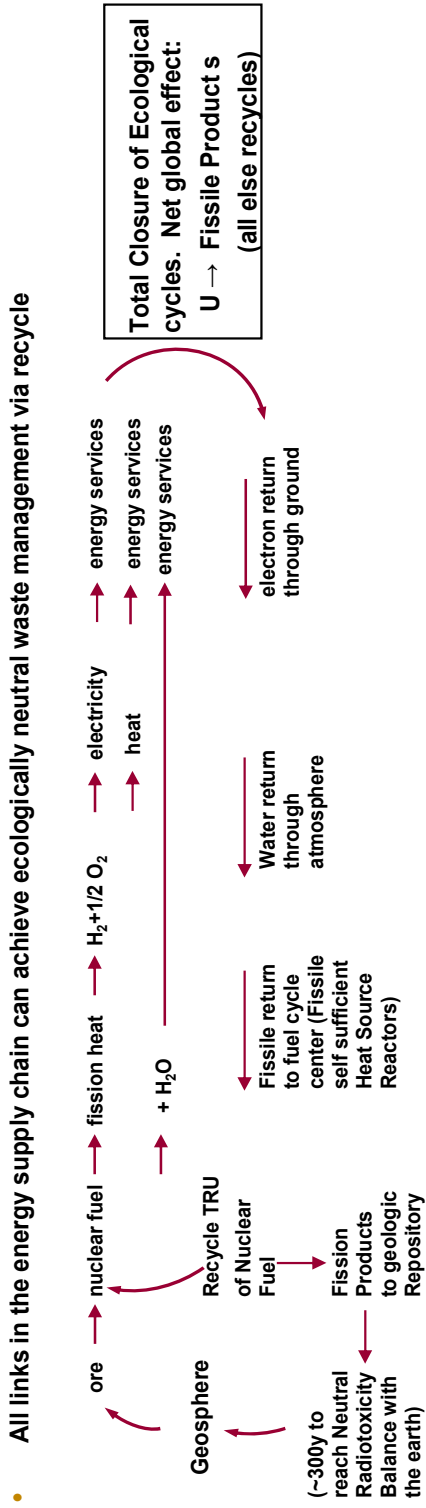 • All links in the energy supply chain can achieve ecologically neutral waste management via recycle
ore → nuclear fuel → fission heat → H₂+1/2 O₂ → electricity → energy services
→ heat → energy services
→ + H₂O → energy services
Total Closure of Ecological
cycles. Net global effect:
U → Fissile Product s
(all else recycles)
Geosphere
Recycle TRU
of Nuclear
Fuel
Fissile return
to fuel cycle
center (Fissile
self sufficient
Heat Source
Reactors)
Water return
through
atmosphere
electron return
through ground
(~300y to
reach Neutral
Radiotoxicity
Balance with
the earth)
Fission
Products
to geologic
Repository